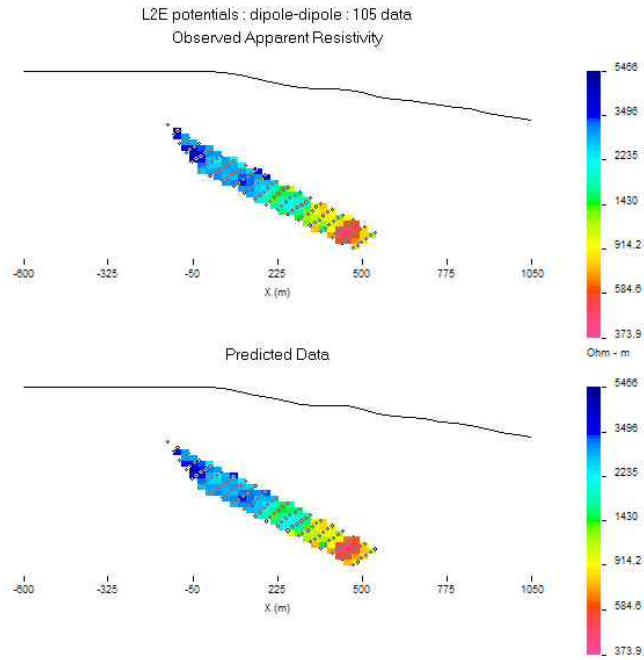 L2E potentials : dipole-dipole : 105 data
Observed Apparent Resistivity
5466
3496
2235
1430
914.2
584.6
373.9
Ohm - m
-600 -325 -50 225 500 775 1050
X (m)
Predicted Data
5466
3496
2235
1430
914.2
584.6
373.9
-600 -325 -50 225 500 775 1050
X (m)